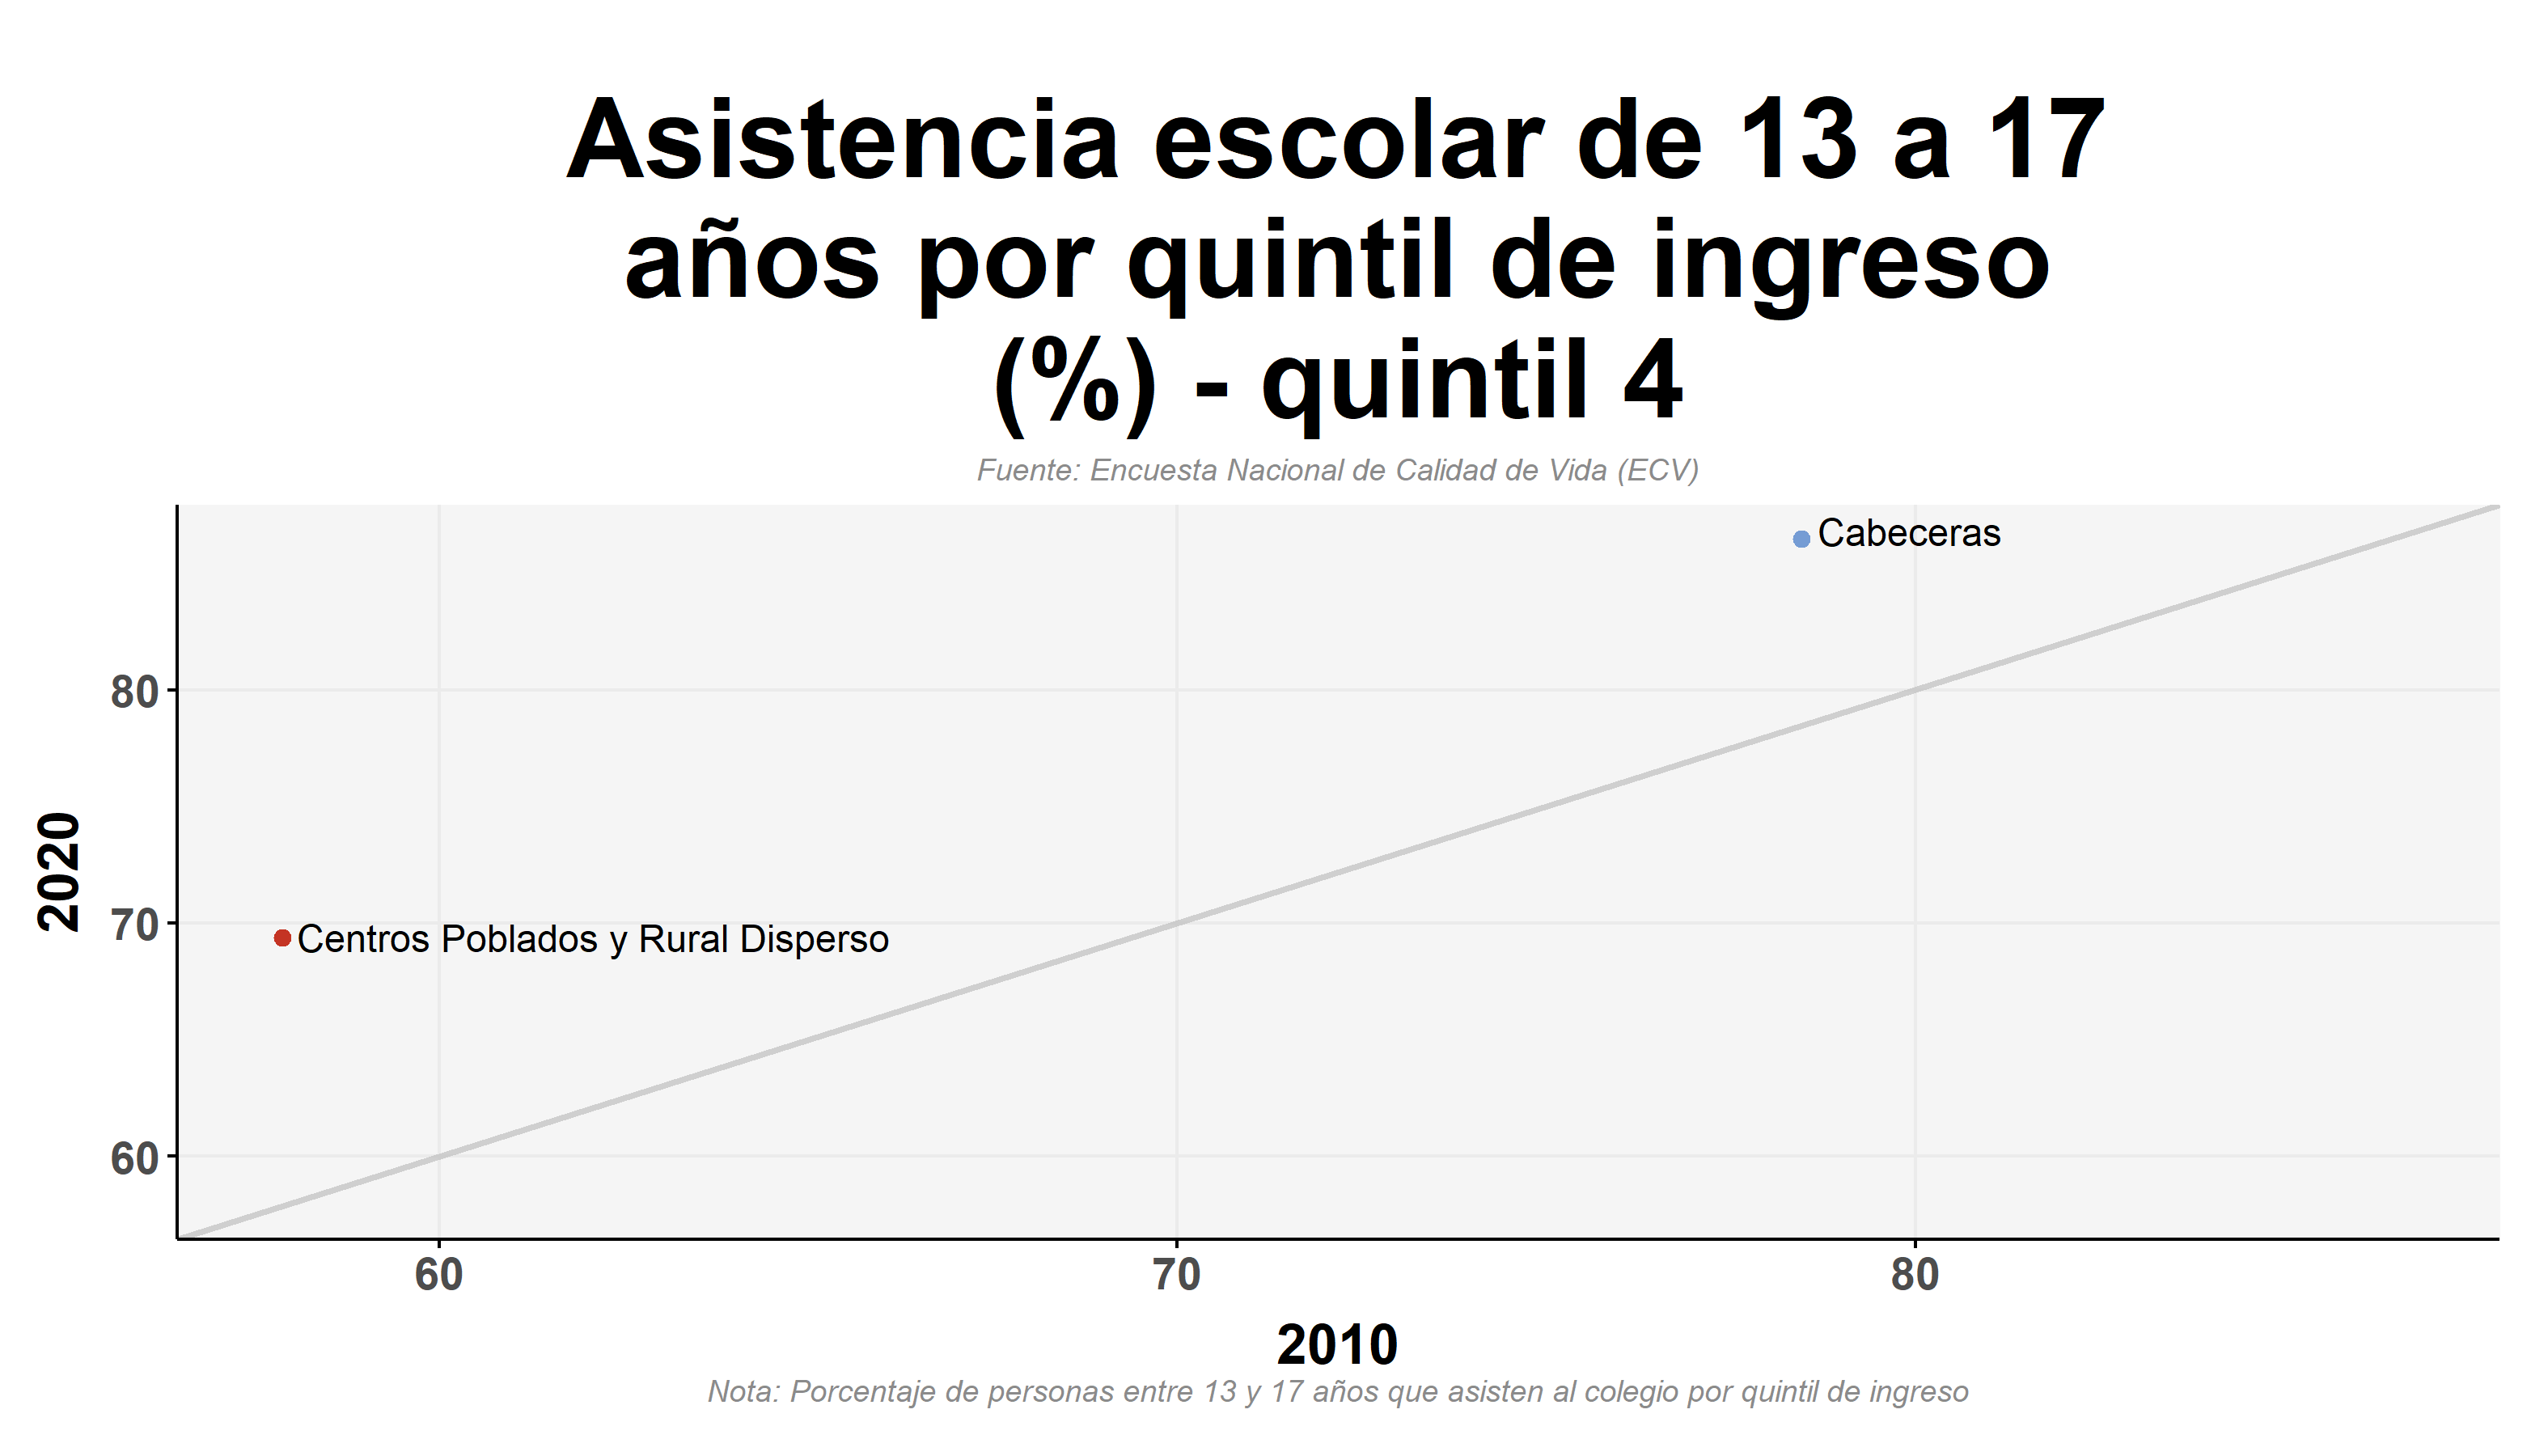 Asistencia escolar de 13 a 17
años por quintil de ingreso
(%) - quintil 4
Fuente: Encuesta Nacional de Calidad de Vida (ECV)
Cabeceras
80
2020
70
Centros Poblados y Rural Disperso
60
60
70
80
2010
Nota: Porcentaje de personas entre 13 y 17 años que asisten al colegio por quintil de ingreso